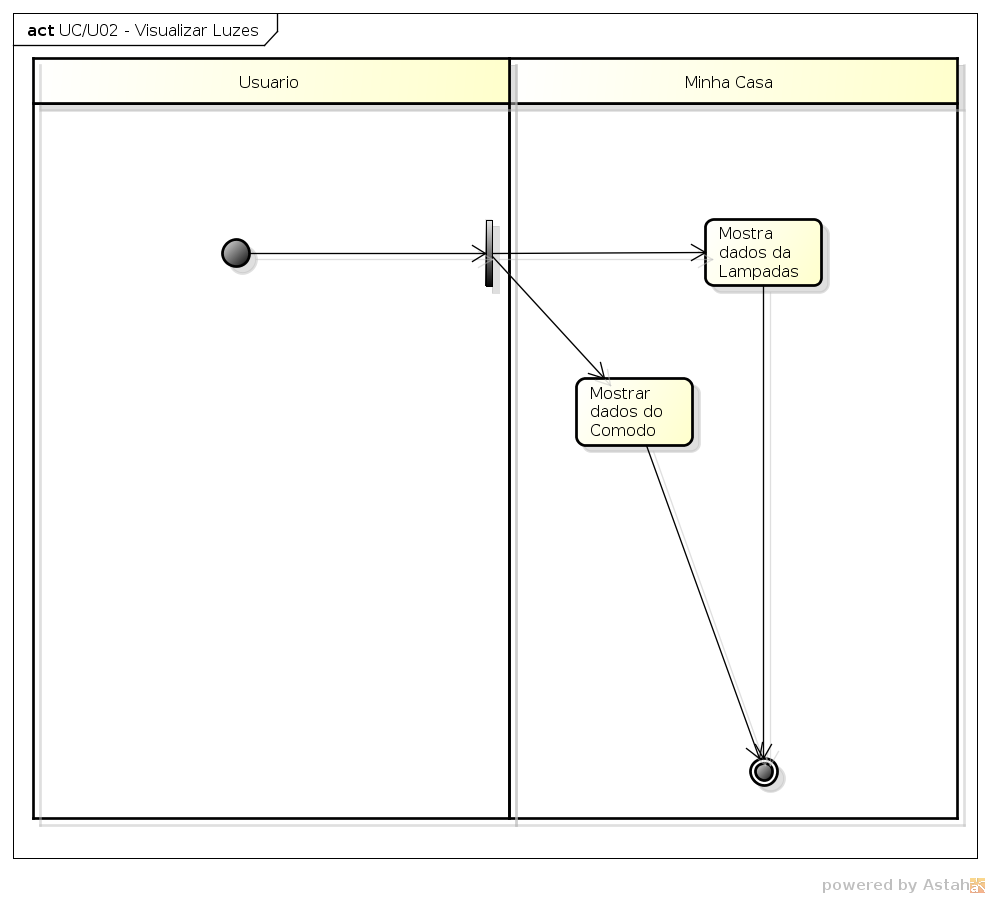 act UC/U02 - Visualizar Luzes
Usuario
Minha Casa
Mostra
dados da
Lampadas
Mostrar
dados do
Comodo
powered by Astah